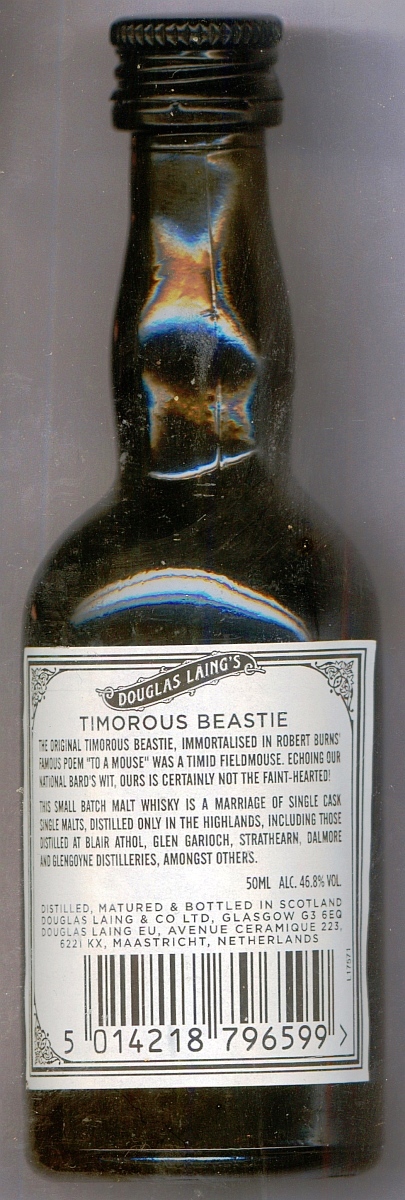 DOUGLAS LAING'S
TIMOROUS BEASTIE
THE ORIGINAL TIMOROUS BEASTIE, IMMORTALISED IN ROBERT BURNS'
FAMOUS POEM "TO A MOUSE" WAS A TIMID FIELDMOUSE. ECHOING OUR
NATIONAL BARD'S WIT, OURS IS CERTAINLY NOT THE FAINT-HEARTED!
THIS SMALL BATCH MALT WHISKY IS A MARRIAGE OF SINGLE CASK
SINGLE MALTS, DISTILLED ONLY IN THE HIGHLANDS, INCLUDING THOSE
DISTILLED AT BLAIR ATHOL, GLEN GARIOCH, STRATHEARN, DALMORE
AND GLENGOYNE DISTILLERIES, AMONGST OTHERS.
50ML ALC. 46.8% VOL.
DISTILLED, MATURED & BOTTLED IN SCOTLAND
DOUGLAS LAING & CO LTD, GLASGOW G3 6EQ
DOUGLAS LAING EU, AVENUE CERAMIQUE 223,
6221 KX, MAASTRICHT, NETHERLANDS
L17571
5 014218 796599 >